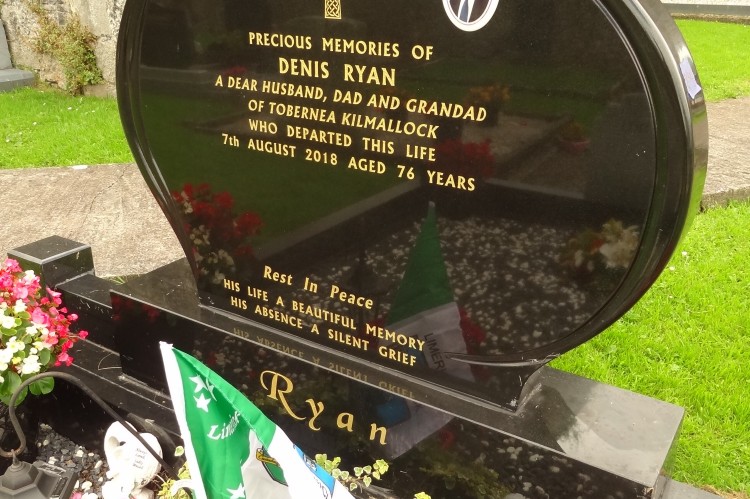 PRECIOUS MEMORIES OF
DENIS RYAN
A DEAR HUSBAND, DAD AND GRANDAD
OF TOBERNEA KILMALLOCK
WHO DEPARTED THIS LIFE
7th AUGUST 2018 AGED 76 YEARS
Rest In Peace
HIS LIFE A BEAUTIFUL MEMORY
HIS ABSENCE A SILENT GRIEF
Ryan